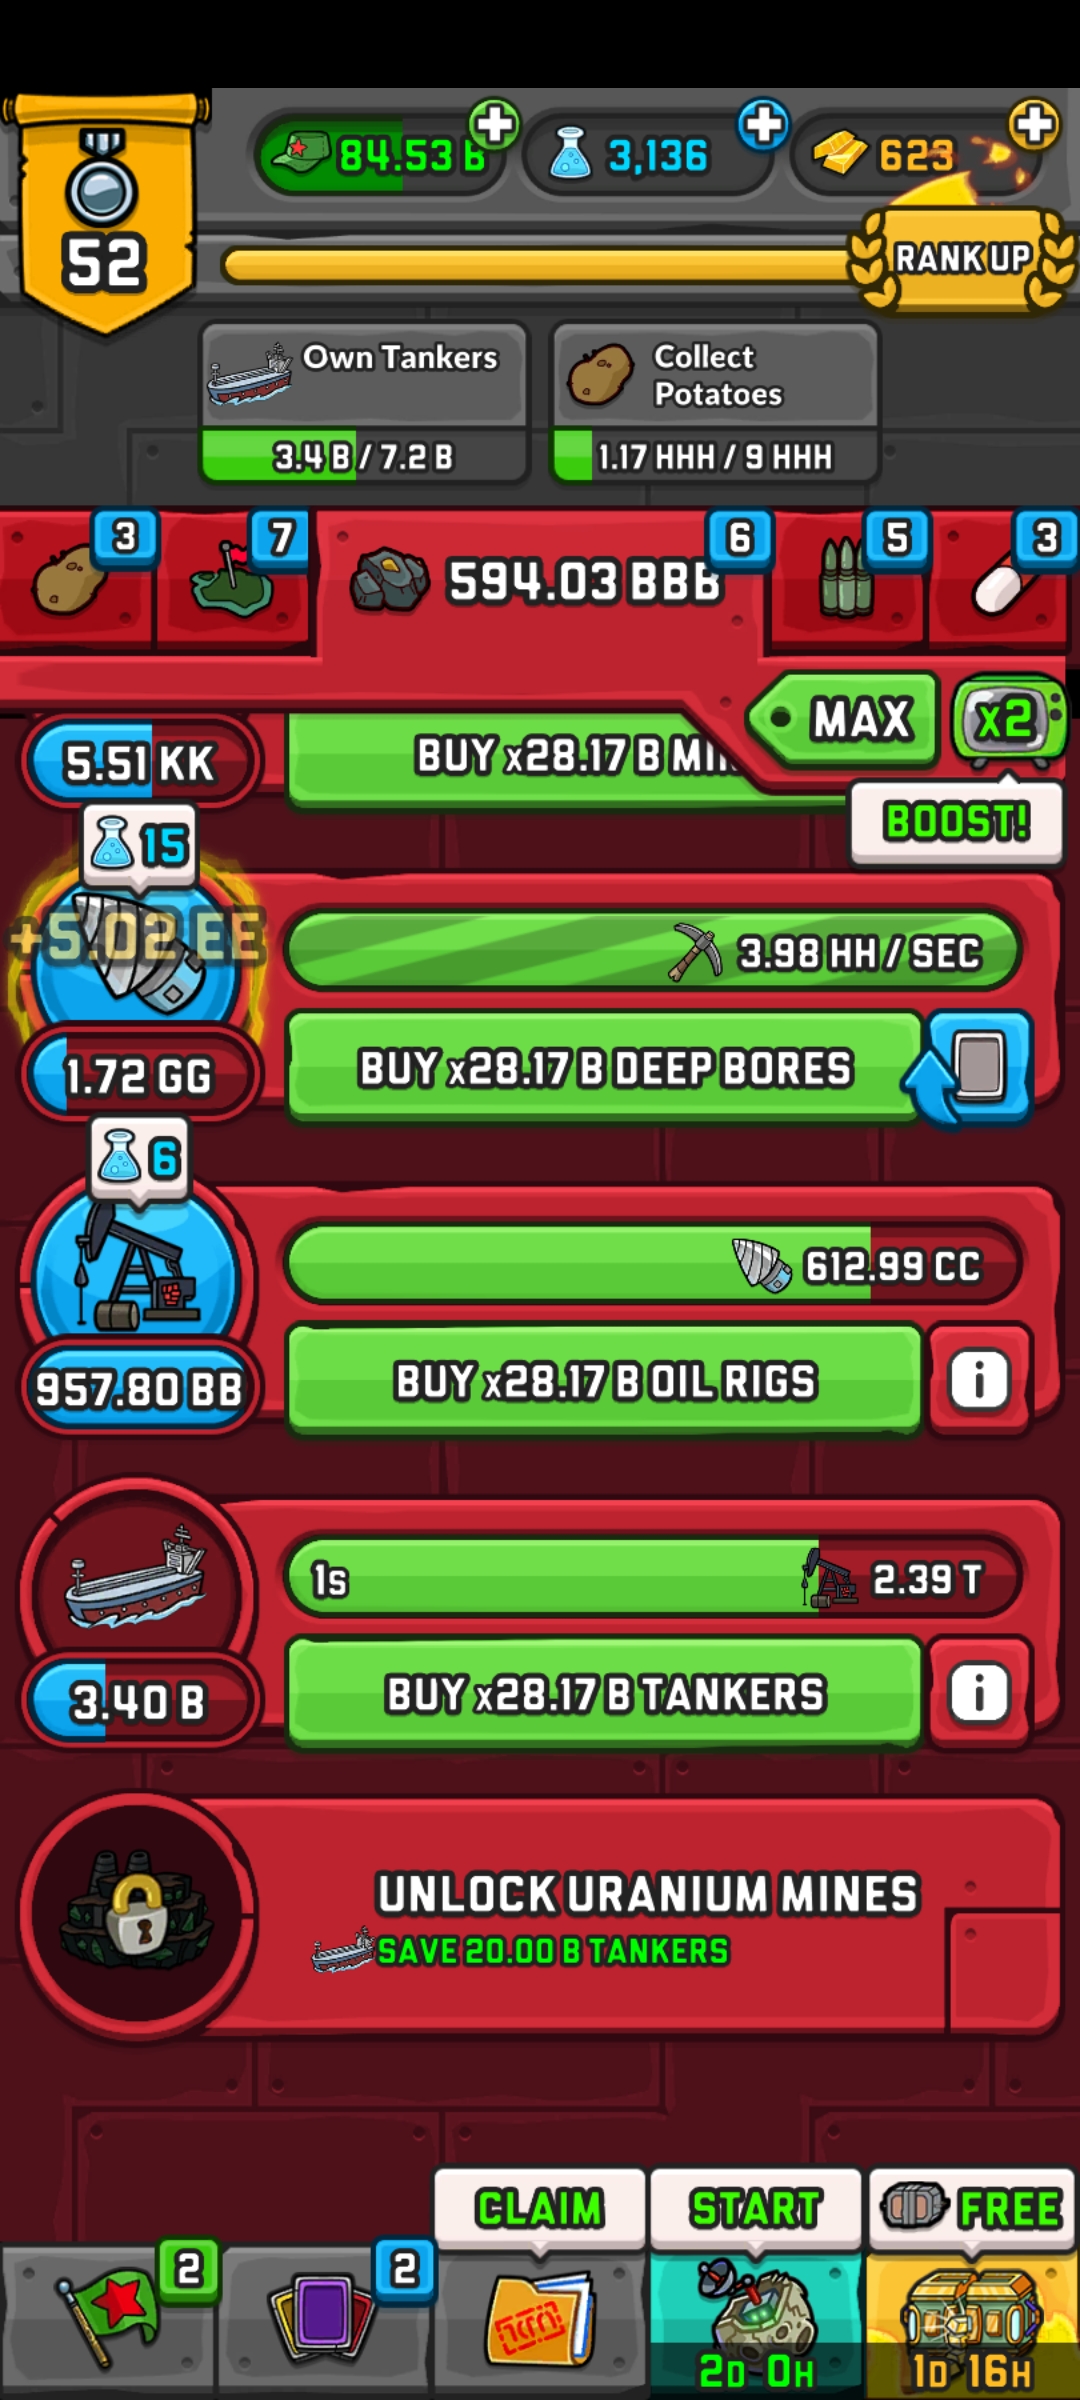 84.53 B
3,136
623
52
RANK UP
Own Tankers
3.4 B / 7.2 B
Collect
Potatoes
1.17 HHH / 9 HHH
3
7
594.03 BBB
6
5
3
MAX
x2
BOOST!
5.51 KK
BUY x28.17 B
15
+5.02 EE
3.98 HH / SEC
1.72 GG
BUY x28.17 B DEEP BORES
6
612.99 CC
957.80 BB
BUY x28.17 B OIL RIGS
i
1s
2.39 T
3.40 B
BUY x28.17 B TANKERS
i
UNLOCK URANIUM MINES
SAVE 20.00 B TANKERS
CLAIM
START
FREE
2
2
2D 0H
1D 16H